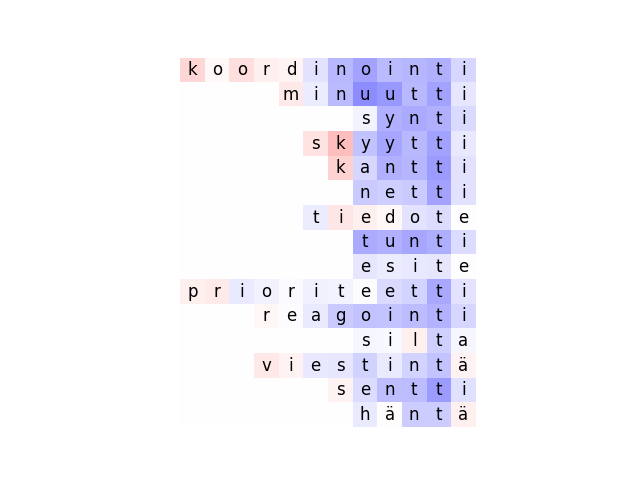 koordinointi
minuutti
synti
skyytti
kantti
netti
tiedote
tunti
esite
prioriteetti
reagointi
silta
viestintä
sentti
häntä